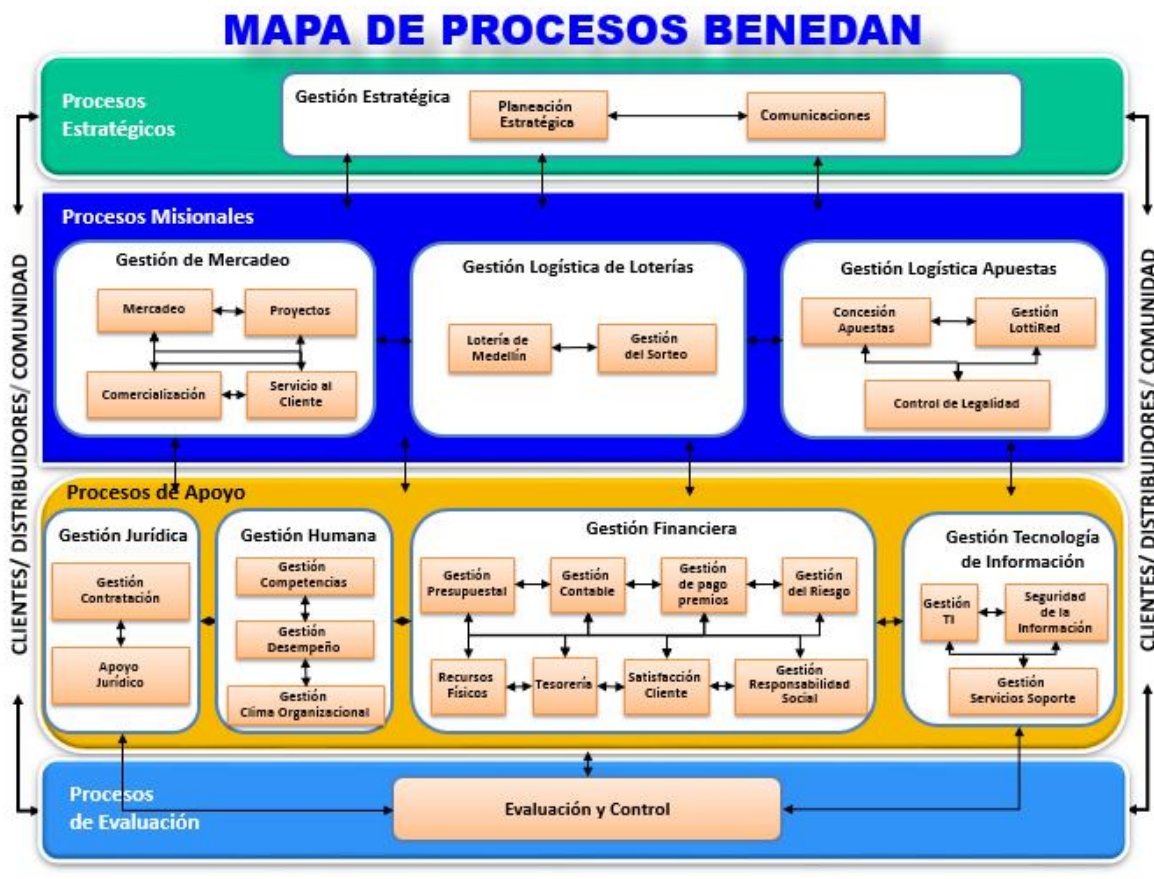 MAPA DE PROCESOS BENEDAN
Procesos
Estratégicos
Gestión Estratégica
Planeación
Estratégica
Comunicaciones
Procesos Misionales
Gestión de Mercadeo
Mercadeo
Proyectos
Comercialización
Servicio al
Cliente
Gestión Logística de Loterías
Lotería de
Medellín
Gestión
del Sorteo
Gestión Logística Apuestas
Concesión
Apuestas
Gestión
LottiRed
Control de Legalidad
Procesos de Apoyo
Gestión Jurídica
Gestión
Contratación
Apoyo
Jurídico
Gestión Humana
Gestión
Competencias
Gestión
Desempeño
Gestión
Clima Organizacional
Gestión Financiera
Gestión
Presupuestal
Gestión
Contable
Gestión
de pago
premios
Gestión
del Riesgo
Recursos
Físicos
Tesorería
Satisfacción
Cliente
Gestión
Responsabilidad
Social
Gestión Tecnología
de Información
Gestión
TI
Seguridad
de la
Información
Gestión
Servicios Soporte
Procesos
de Evaluación
Evaluación y Control
CLIENTES/ DISTRIBUIDORES/ COMUNIDAD
CLIENTES/ DISTRIBUIDORES/ COMUNIDAD